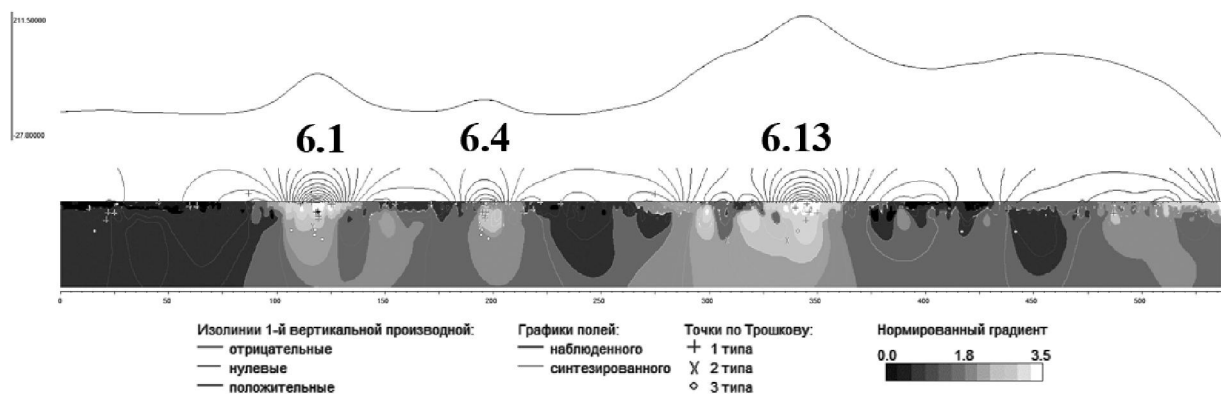 211.50000
-27.80000
6.1 6.4 6.13
0 50 100 150 200 250 300 350 400 450 500
Изолинии 1-й вертикальной производной:
отрицательные
нулевые
положительные
Графики полей:
наблюденного
синтезированного
Точки по Трошкову:
1 типа
2 типа
3 типа
Нормированный градиент
0.0 1.8 3.5